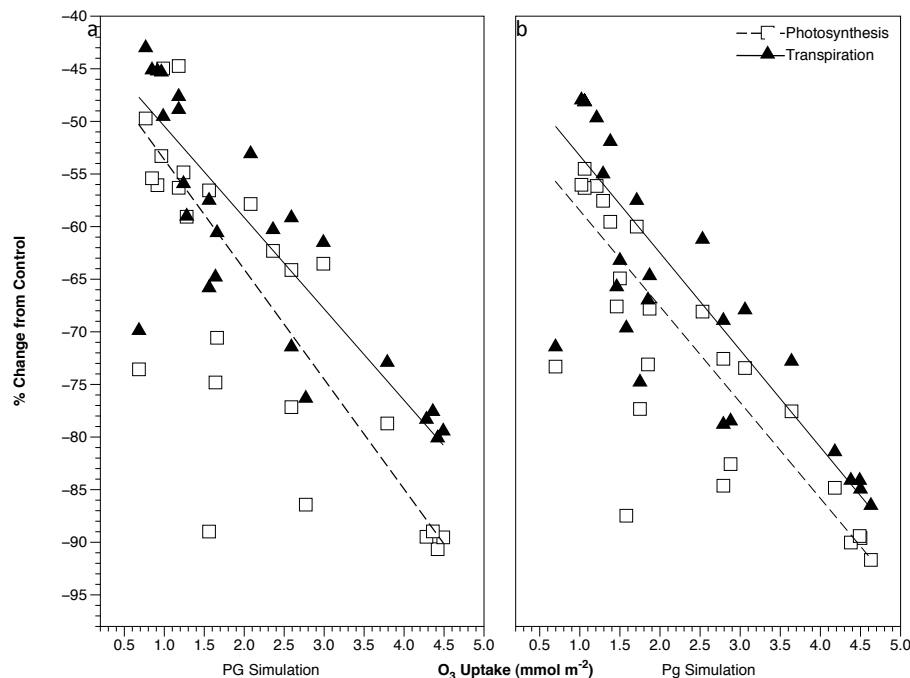 a
b
Photosynthesis
Transpiration
% Change from Control
−40
−45
−50
−55
−60
−65
−70
−75
−80
−85
−90
−95
0.5 1.0 1.5 2.0 2.5 3.0 3.5 4.0 4.5 5.0
0.5 1.0 1.5 2.0 2.5 3.0 3.5 4.0 4.5 5.0
PG Simulation
O3 Uptake (mmol m-2)
Pg Simulation